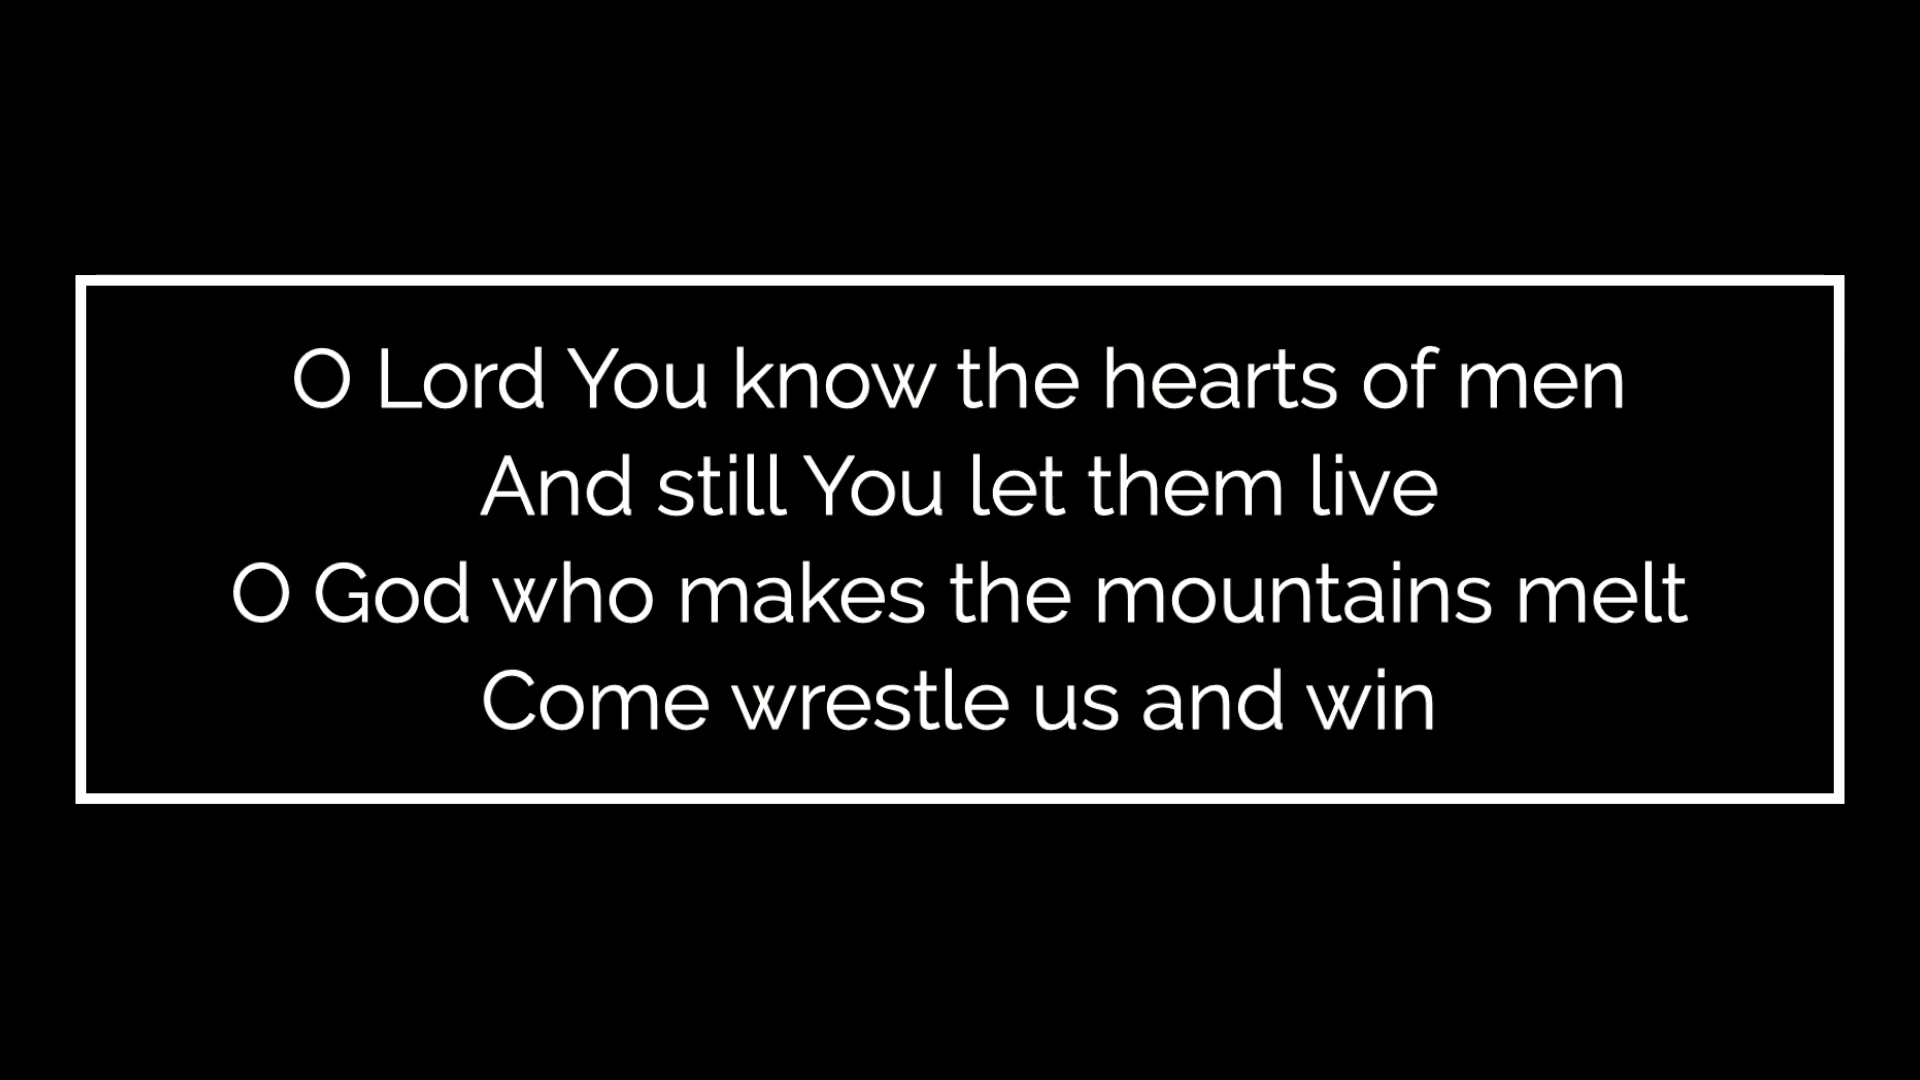 O Lord You know the hearts of men
And still You let them live
O God who makes the mountains melt
Come wrestle us and win